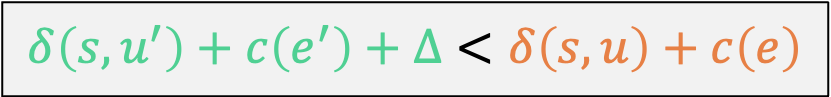 δ(s, u′) + c(e′) + Δ < δ(s, u) + c(e)